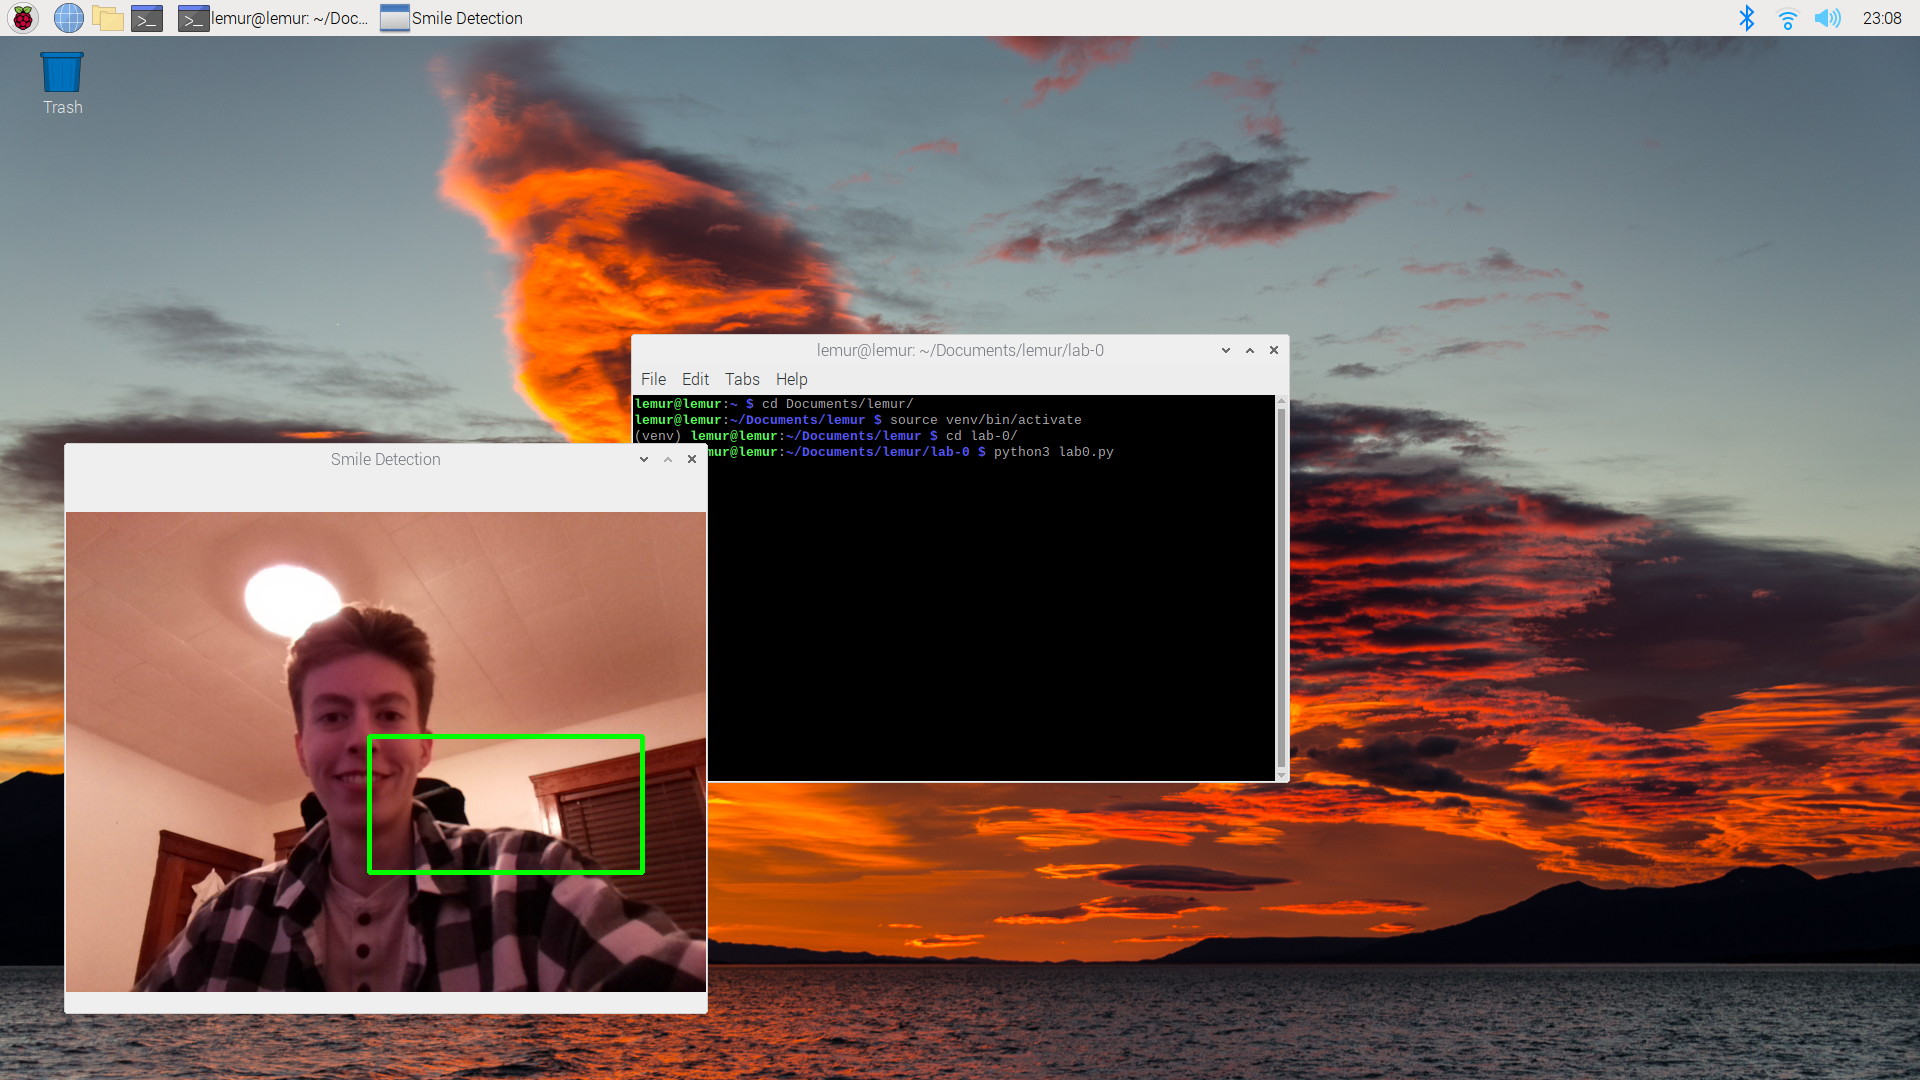 lemur@lemur: ~/Doc...
Smile Detection
23:08
Trash
lemur@lemur: ~/Documents/lemur/lab-0
File Edit Tabs Help
lemur@lemur:~ $ cd Documents/lemur/
lemur@lemur:~/Documents/lemur $ source venv/bin/activate
(venv) lemur@lemur:~/Documents/lemur $ cd lab-0/
mur@lemur:~/Documents/lemur/lab-0 $ python3 lab0.py
Smile Detection